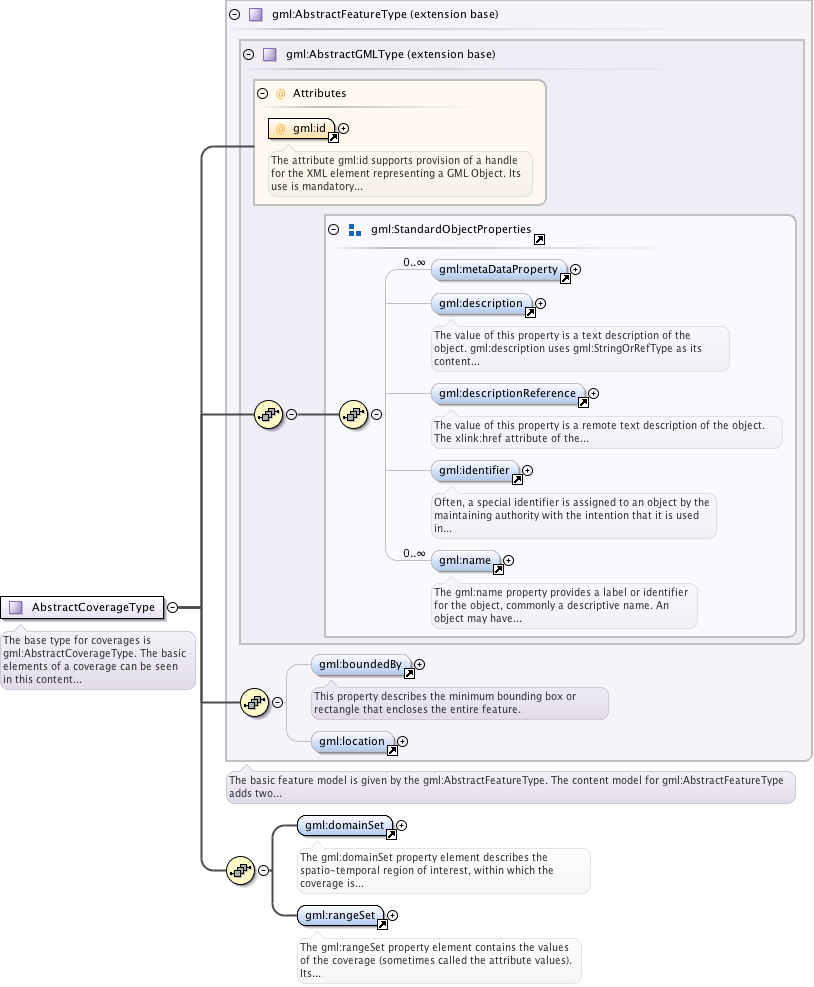 gml:AbstractFeatureType (extension base)
gml:AbstractGMLType (extension base)
@ Attributes
@ gml:id
The attribute gml:id supports provision of a handle
for the XML element representing a GML Object. Its
use is mandatory...
gml:StandardObjectProperties
0..∞
gml:metaDataProperty
gml:description
The value of this property is a text description of the
object. gml:description uses gml:StringOrRefType as its
content...
gml:descriptionReference
The value of this property is a remote text description of the object.
The xlink:href attribute of the...
gml:identifier
Often, a special identifier is assigned to an object by the
maintaining authority with the intention that it is used
in...
0..∞
gml:name
The gml:name property provides a label or identifier
for the object, commonly a descriptive name. An
object may have...
AbstractCoverageType
The base type for coverages is
gml:AbstractCoverageType. The basic
elements of a coverage can be seen
in this content...
gml:boundedBy
This property describes the minimum bounding box or
rectangle that encloses the entire feature.
gml:location
The basic feature model is given by the gml:AbstractFeatureType. The content model for gml:AbstractFeatureType
adds two...
gml:domainSet
The gml:domainSet property element describes the
spatio-temporal region of interest, within which the
coverage is...
gml:rangeSet
The gml:rangeSet property element contains the values
of the coverage (sometimes called the attribute values).
Its...